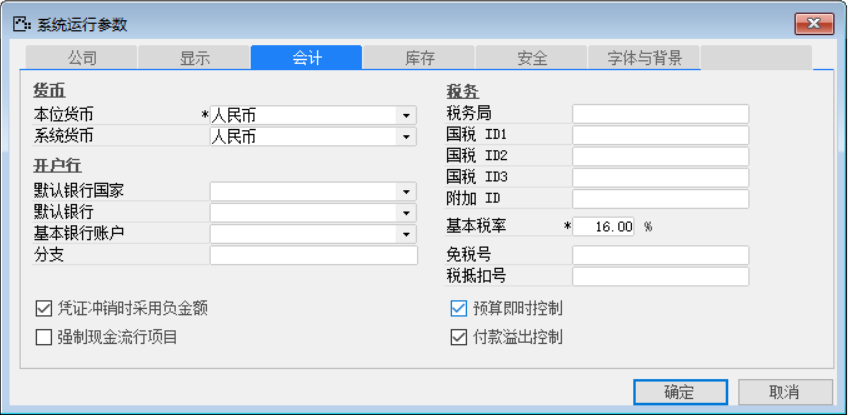 系统运行参数
公司 显示 会计 库存 安全 字体与背景
货币
本位货币 *人民币
系统货币 人民币
开户行
默认银行国家
默认银行
基本银行账户
分支
税务
税务局
国税 ID1
国税 ID2
国税 ID3
附加 ID
基本税率 * 16.00 %
免税号
税抵扣号
凭证冲销时采用负金额 预算即时控制
强制现金流行项目 付款溢出控制
确定 取消